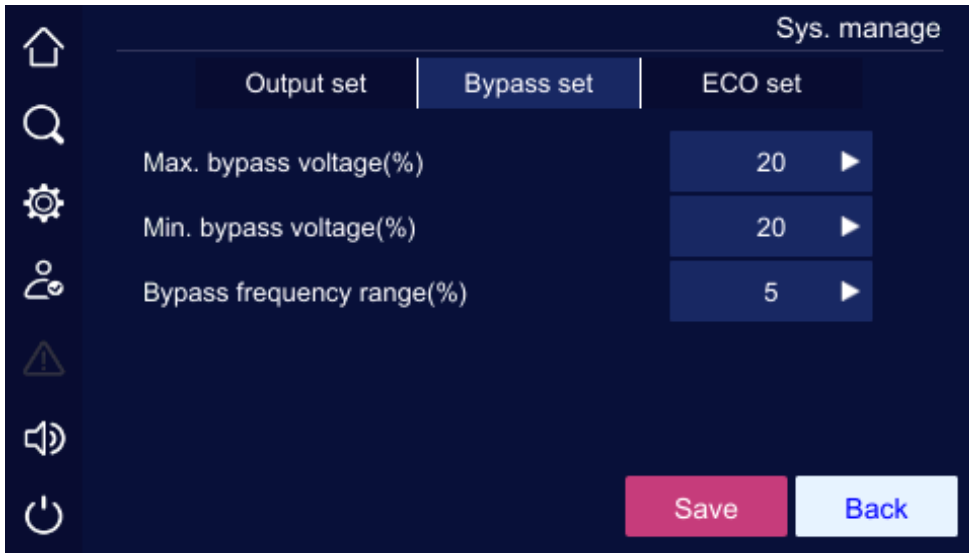 Sys. manage
Output set Bypass set ECO set
Max. bypass voltage(%) 20
Min. bypass voltage(%) 20
Bypass frequency range(%) 5
Save Back